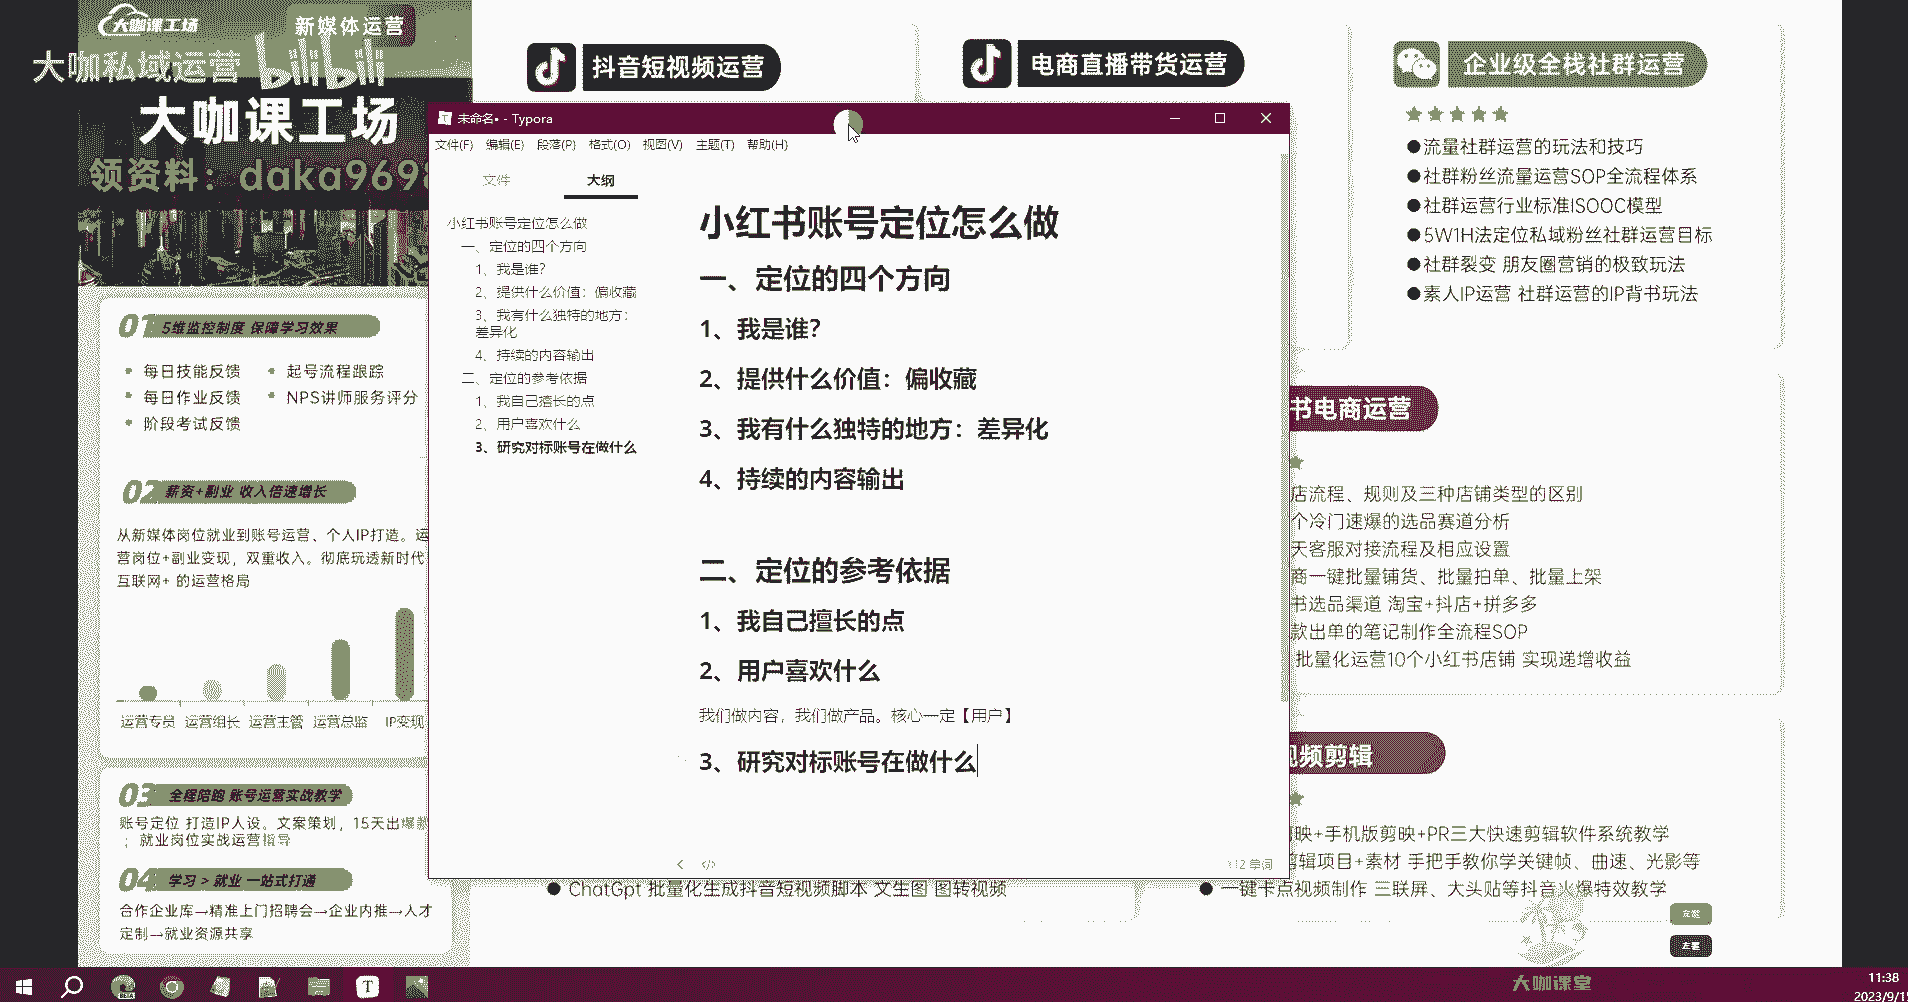 大咖课工场
新媒体运营
大咖私域运营 bilibili
大咖课工场
领资料：daka969
01 5维监控制度 保障学习效果
每日技能反馈
起号流程跟踪
每日作业反馈
NPS讲师服务评分
阶段考试反馈
02 薪资+副业 收入倍速增长
从新媒体岗位就业到账号运营、个人IP打造。运
营岗位+副业变现，双重收入。彻底玩透新时代
互联网+ 的运营格局
运营专员 运营组长 运营主管 运营总监 IP变现
03 全程陪跑 账号运营实战教学
账号定位 打造IP人设。文案策划，15天出爆
；就业岗位实战运营指导
04 学习 > 就业 一站式打通
合作企业库→精准上门招聘会→企业内推→人才
定制→就业资源共享
抖音短视频运营
电商直播带货运营
企业级全栈社群运营
●流量社群运营的玩法和技巧
●社群粉丝流量运营SOP全流程体系
●社群运营行业标准ISOOC模型
●5W1H法定位私域粉丝社群运营目标
●社群裂变 朋友圈营销的极致玩法
●素人IP运营 社群运营的IP背书玩法
未命名• - Typora
文件(F) 编辑(E) 段落(P) 格式(O) 视图(V) 主题(T) 帮助(H)
文件 大纲
小红书账号定位怎么做
一、定位的四个方向
1、我是谁？
2、提供什么价值：偏收藏
3、我有什么独特的地方：
差异化
4、持续的内容输出
二、定位的参考依据
1、我自己擅长的点
2、用户喜欢什么
3、研究对标账号在做什么
小红书账号定位怎么做
一、定位的四个方向
1、我是谁？
2、提供什么价值：偏收藏
3、我有什么独特的地方：差异化
4、持续的内容输出
二、定位的参考依据
1、我自己擅长的点
2、用户喜欢什么
我们做内容，我们做产品。核心一定【用户】
3、研究对标账号在做什么
112 单词
书电商运营
店流程、规则及三种店铺类型的区别
个冷门速爆的选品赛道分析
天客服对接流程及相应设置
商一键批量铺货、批量拍单、批量上架
书选品渠道 淘宝+抖店+拼多多
款出单的笔记制作全流程SOP
批量化运营10个小红书店铺 实现递增收益
视频剪辑
映+手机版剪映+PR三大快速剪辑软件系统教学
剪辑项目+素材 手把手教你学关键帧、曲速、光影等
● ChatGpt 批量化生成抖音短视频脚本 文生图 图转视频
● 一键卡点视频制作 三联屏、大头贴等抖音火爆特效教学
左键
左键
大咖课堂
11:38
2023/9/1